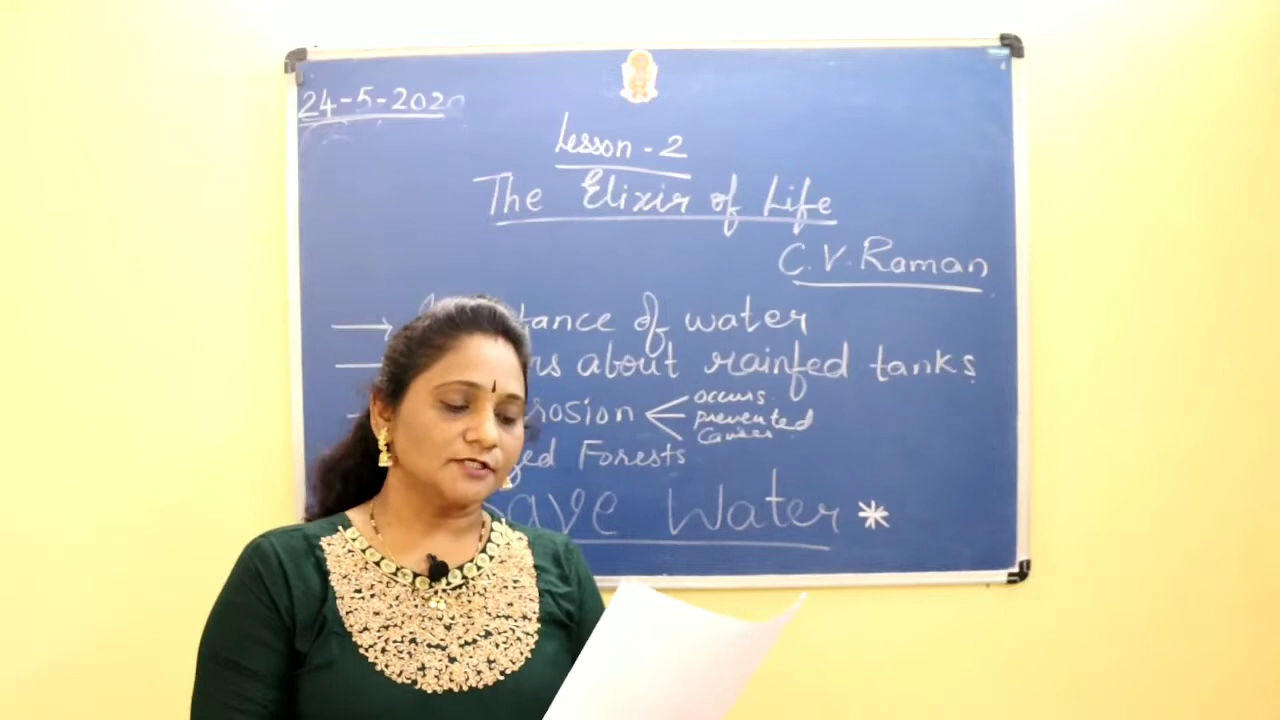 24-5-2020
Lesson - 2
The Elixir of Life
C.V. Raman
→ tance of water
about rainfed tanks
rosion occurs
prevented
causes
Forests
Save Water *